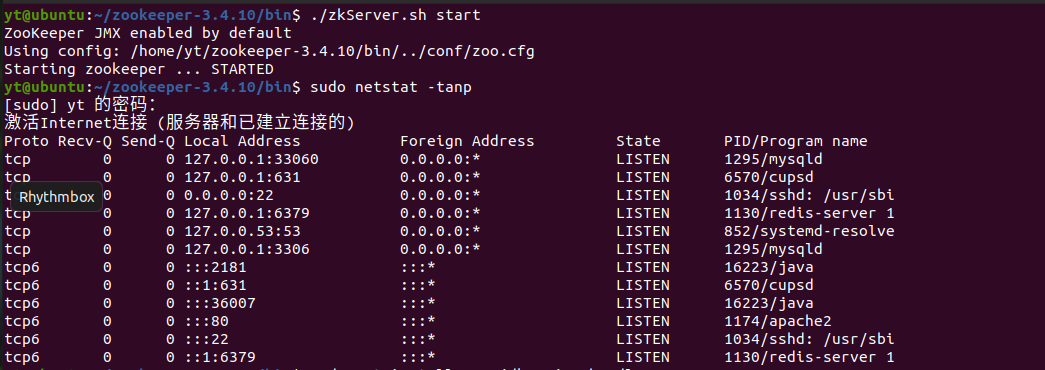 yt@ubuntu:~/zookeeper-3.4.10/bin$ ./zkServer.sh start
ZooKeeper JMX enabled by default
Using config: /home/yt/zookeeper-3.4.10/bin/../conf/zoo.cfg
Starting zookeeper ... STARTED
yt@ubuntu:~/zookeeper-3.4.10/bin$ sudo netstat -tanp
[sudo] yt 的密码：
激活Internet连接 (服务器和已建立连接的)
Proto Recv-Q Send-Q Local Address           Foreign Address         State       PID/Program name
tcp        0      0 127.0.0.1:33060         0.0.0.0:*               LISTEN      1295/mysqld
tcp        0      0 127.0.0.1:631           0.0.0.0:*               LISTEN      6570/cupsd
Rhythmbox
0      0 0.0.0.0:22              0.0.0.0:*               LISTEN      1034/sshd: /usr/sbi
tcp        0      0 127.0.0.1:6379          0.0.0.0:*               LISTEN      1130/redis-server 1
tcp        0      0 127.0.0.53:53           0.0.0.0:*               LISTEN      852/systemd-resolve
tcp        0      0 127.0.0.1:3306          0.0.0.0:*               LISTEN      1295/mysqld
tcp6       0      0 :::2181                 :::*                    LISTEN      16223/java
tcp6       0      0 ::1:631                 :::*                    LISTEN      6570/cupsd
tcp6       0      0 :::36007                :::*                    LISTEN      16223/java
tcp6       0      0 :::80                   :::*                    LISTEN      1174/apache2
tcp6       0      0 :::22                   :::*                    LISTEN      1034/sshd: /usr/sbi
tcp6       0      0 ::1:6379                :::*                    LISTEN      1130/redis-server 1